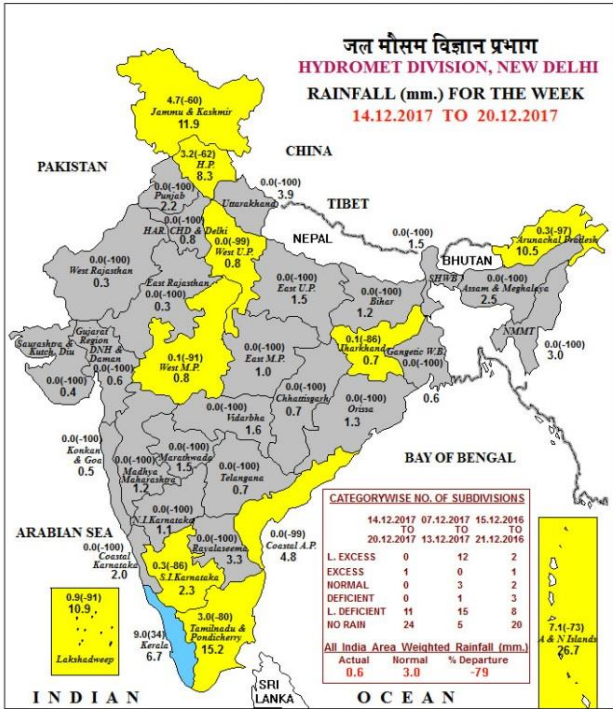 जल मौसम विज्ञान प्रभाग
HYDROMET DIVISION, NEW DELHI
RAINFALL (mm.) FOR THE WEEK
14.12.2017 TO 20.12.2017
4.7(-60)
Jammu & Kashmir
11.9
3.2(-62)
H.P.
8.3
CHINA
PAKISTAN
0.0(-100)
Punjab
2.2
0.0(-100)
3.9
Uttarakhand
TIBET
0.0(-100)
HAR. CHD & Delhi
0.8
0.0(-99)
West U.P.
0.8
NEPAL
0.0(-100)
1.5
SHWB
BHUTAN
0.3(-97)
Arunachal Pradesh
10.5
0.0(-100)
West Rajasthan
0.3
East Rajasthan
0.0(-100)
0.3
0.0(-100)
East U.P.
1.5
0.0(-100)
Bihar
1.2
0.0(-100)
Assam & Meghalaya
2.5
NMMT
0.0(-100)
3.0
Saurashtra &
Kutch, Diu
0.0(-100)
0.4
Gujarat
Region
DNH &
Daman
0.0(-100)
0.6
0.1(-91)
West M.P.
0.8
0.0(-100)
East M.P.
1.0
0.1(-86)
Jharkhand
0.7
Gangetic W.B.
0.0(-100)
0.6
0.0(-100)
Chhattisgarh
0.7
0.0(-100)
Orissa
1.3
0.0(-100)
Vidarbha
1.6
0.0(-100)
Konkan
& Goa
0.5
0.0(-100)
Madhya
Maharashtra
1.2
0.0(-100)
Marathwada
1.5
0.0(-100)
Telangana
0.7
BAY OF BENGAL
ARABIAN SEA
0.0(-100)
N.I.Karnataka
1.1
0.0(-100)
Rayalaseema
3.3
0.0(-99)
Coastal A.P.
4.8
0.0(-100)
Coastal
Karnataka
2.0
0.3(-86)
S.I.Karnataka
2.3
0.9(-91)
10.9
Lakshadweep
9.0(34)
Kerala
6.7
3.0(-80)
Tamilnadu &
Pondicherry
15.2
7.1(-73)
A & N Islands
26.7
CATEGORYWISE NO. OF SUBDIVISIONS
14.12.2017 07.12.2017 15.12.2016
TO TO TO
20.12.2017 13.12.2017 21.12.2016
L. EXCESS 0 12 2
EXCESS 1 0 1
NORMAL 0 3 2
DEFICIENT 0 1 3
L. DEFICIENT 11 15 8
NO RAIN 24 5 20
All India Area Weighted Rainfall (mm.)
Actual Normal % Departure
0.6 3.0 -79
SRI
LANKA
INDIAN OCEAN